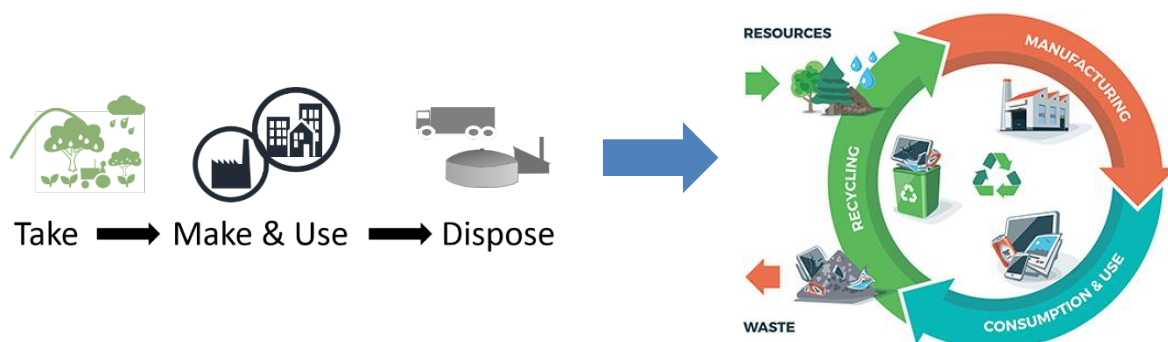 Take
Make & Use
Dispose
RESOURCES
MANUFACTURING
CONSUMPTION & USE
RECYCLING
WASTE